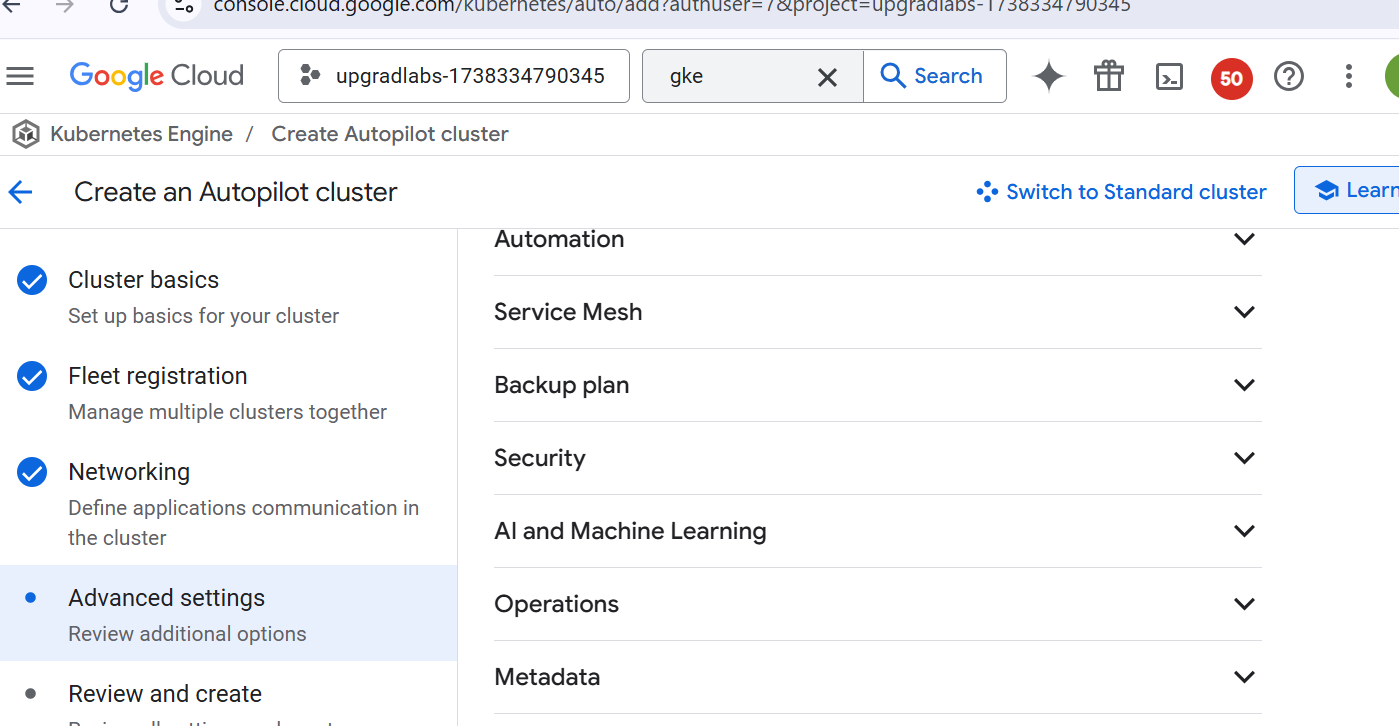 console.cloud.google.com/kubernetes/auto/add?authuser=7&project=upgradlabs-1738334790345
Google Cloud
upgradlabs-1738334790345
gke
Search
50
Kubernetes Engine / Create Autopilot cluster
Create an Autopilot cluster
Switch to Standard cluster
Learn
Cluster basics
Set up basics for your cluster
Fleet registration
Manage multiple clusters together
Networking
Define applications communication in
the cluster
Advanced settings
Review additional options
Review and create
Automation
Service Mesh
Backup plan
Security
AI and Machine Learning
Operations
Metadata